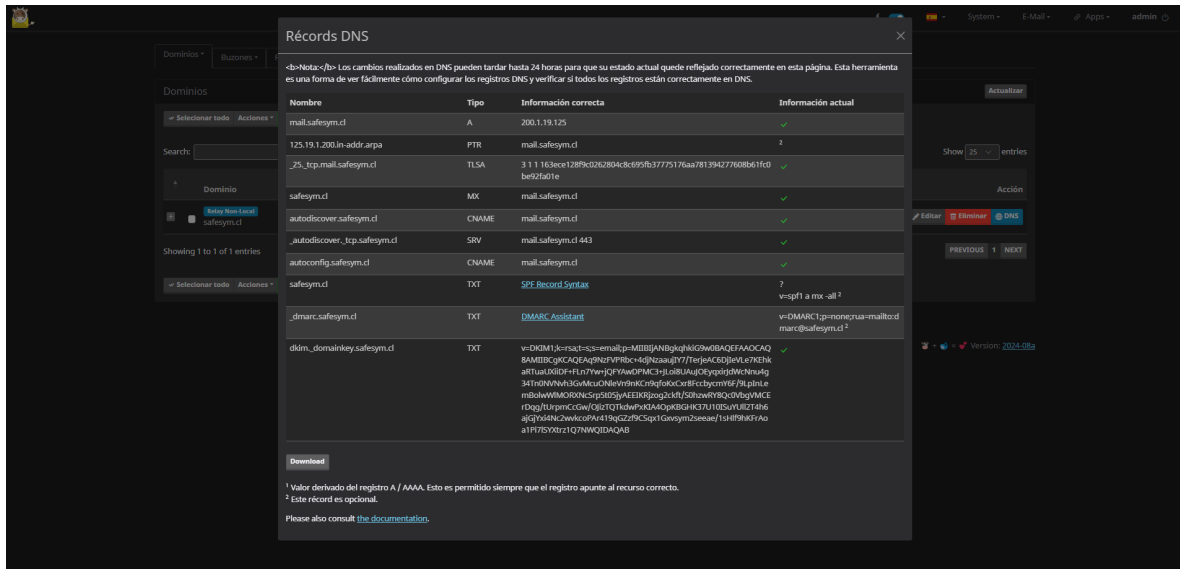 System
E-Mail
Apps
admin
Récords DNS
Dominios
Buzones
<b>Nota:</b> Los cambios realizados en DNS pueden tardar hasta 24 horas para que su estado actual quede reflejado correctamente en esta página. Esta herramienta
es una forma de ver fácilmente cómo configurar los registros DNS y verificar si todos los registros están correctamente en DNS.
Dominios
Actualizar
Nombre Tipo Información correcta Información actual
Selecionar todo Acciones
mail.safesym.cl A 200.1.19.125
125.19.1.200.in-addr.arpa PTR mail.safesym.cl 2
Search:
Show 25 entries
_25._tcp.mail.safesym.cl TLSA 3 1 1 163ece128f9c0262804c8c695fb37775176aa781394277608b61fc0
be92fa01e
Dominio
Acción
safesym.cl MX mail.safesym.cl
Relay Non-Local
safesym.cl
Editar Eliminar DNS
autodiscover.safesym.cl CNAME mail.safesym.cl
_autodiscover._tcp.safesym.cl SRV mail.safesym.cl 443
Showing 1 to 1 of 1 entries
PREVIOUS 1 NEXT
autoconfig.safesym.cl CNAME mail.safesym.cl
Selecionar todo Acciones
safesym.cl TXT SPF Record Syntax ?
v=spf1 a mx -all 2
_dmarc.safesym.cl TXT DMARC Assistant v=DMARC1;p=none;rua=mailto:d
marc@safesym.cl 2
dkim._domainkey.safesym.cl TXT
Version: 2024-08a
Download
1 Valor derivado del registro A / AAAA. Esto es permitido siempre que el registro apunte al recurso correcto.
2 Este récord es opcional.
Please also consult the documentation.